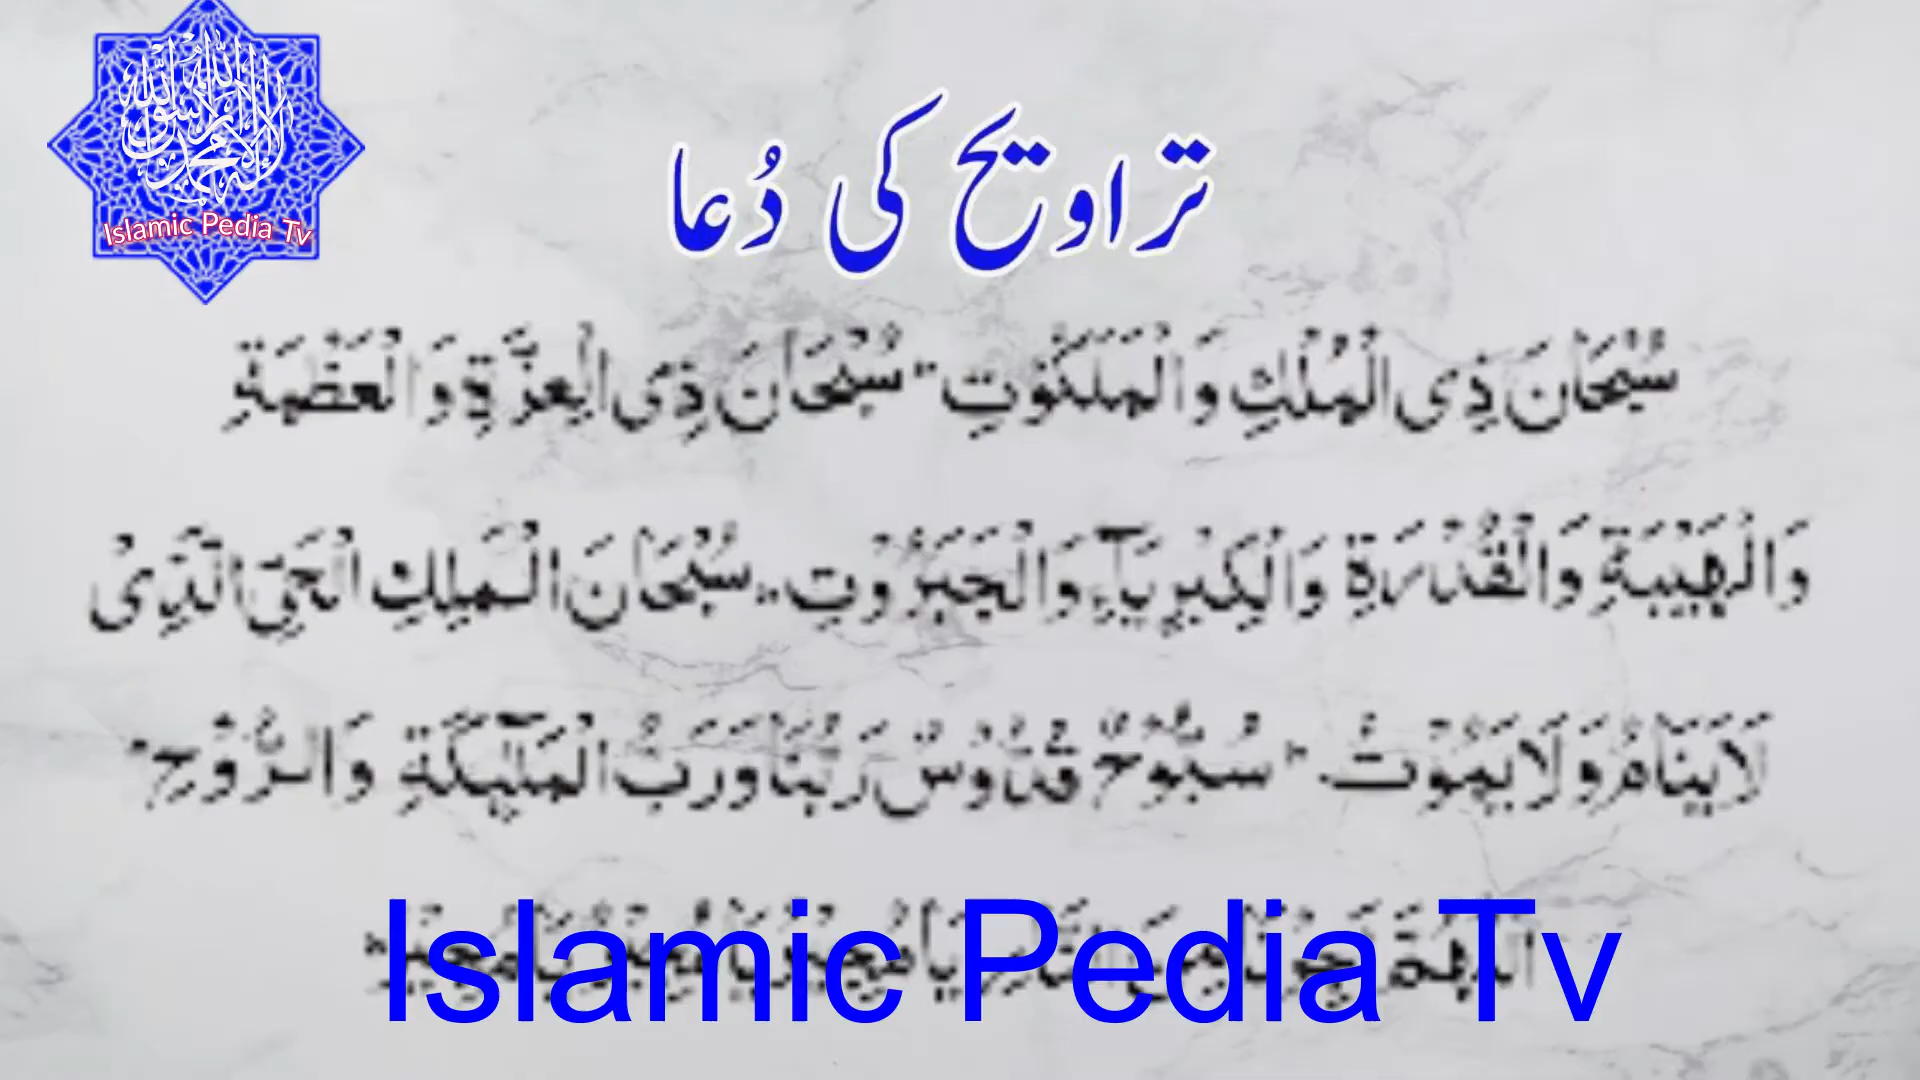 Islamic Pedia Tv
تراویح کی دُعا
سُبْحَانَ ذِی الْمُلْكِ وَالْمَلَكُوْتِ ۔ سُبْحَانَ ذِی الْعِزَّةِ وَالْعَظْمَةِ
وَالْهَيْبَةِ وَالْقُدْرَةِ وَالْكِبْرِيَآءِ وَالْجَبَرُوْتِ ۔ سُبْحَانَ الْمَلِكِ الْحَیِّ الَّذِیْ
لَا يَنَامُ وَلَا يَمُوْتُ ۔ سُبُّوْحٌ قُدُّوْسٌ رَبُّنَا وَرَبُّ الْمَلٰٓئِكَةِ وَالرُّوْحِ ۔
Islamic Pedia Tv